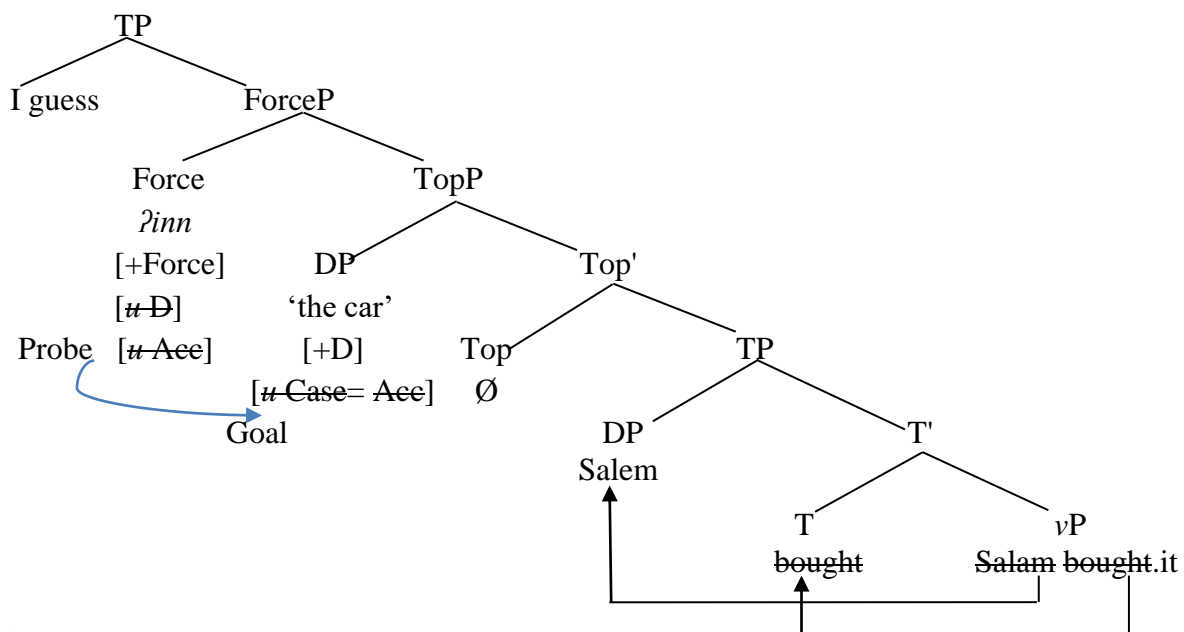 TP
I guess ForceP
Force TopP
ʔinn
[+Force] DP Top'
[u D] ‘the car’
Probe [u Acc] [+D] Top TP
[u Case= Acc] Ø
Goal DP T'
Salem
T vP
bought Salam bought.it